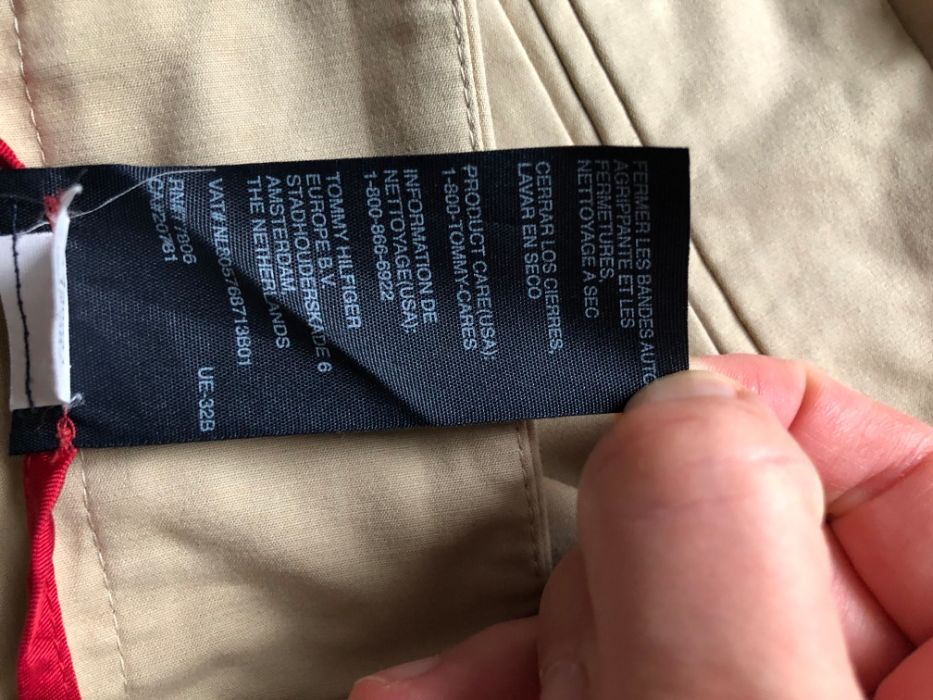 FERMER LES BANDES AUTO
AGRIPPANTE ET LES
FERMETURES.
NETTOYAGE A SEC
CERRAR LOS CIERRES,
LAVAR EN SECO
PRODUCT CARE(USA):
1-800-TOMMY-CARES
INFORMATION DE
NETTOYAGE(USA):
1-800-866-6922
TOMMY HILFIGER
EUROPE B.V.
STADHOUDERSKADE 6
AMSTERDAM
THE NETHERLANDS
VAT# NL005768713B01
RN#
UE-32B